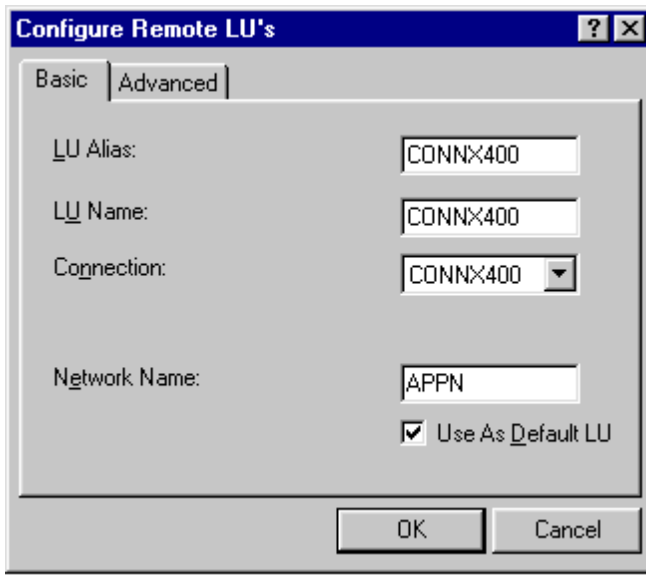 Configure Remote LU's
Basic Advanced
LU Alias: CONNX400
LU Name: CONNX400
Connection: CONNX400
Network Name: APPN
Use As Default LU
OK Cancel